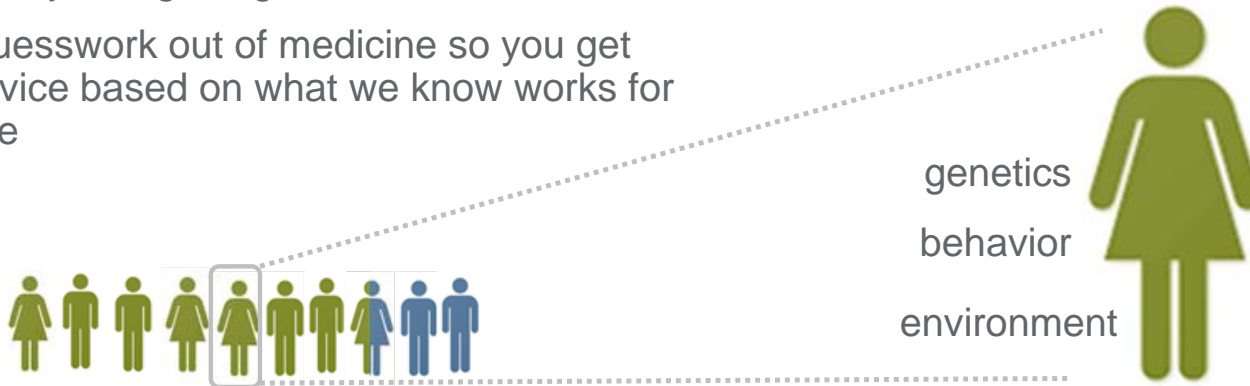 uesswork out of medicine so you get
vice based on what we know works for
e
genetics
behavior
environment